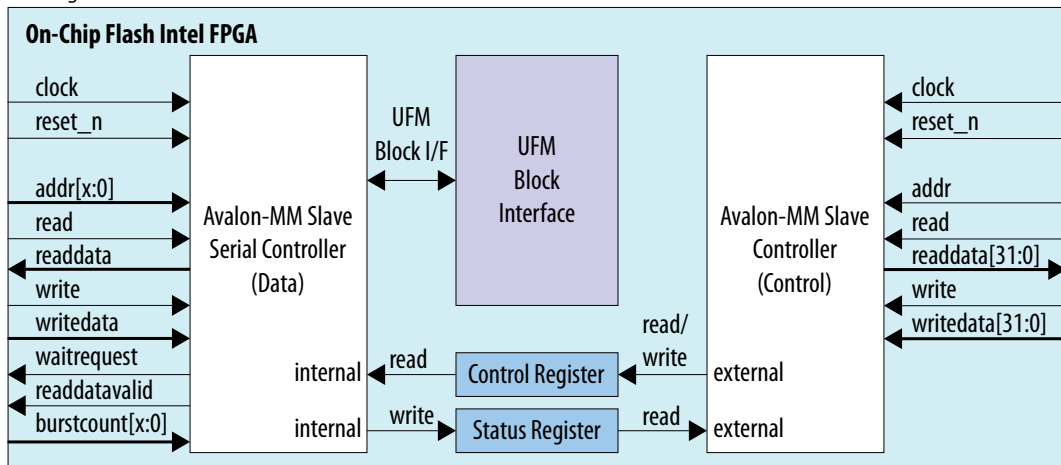 On-Chip Flash Intel FPGA
clock
reset_n
addr[x:0]
read
readdata
write
writedata
waitrequest
readdatavalid
burstcount[x:0]
Avalon-MM Slave
Serial Controller
(Data)
internal
internal
UFM
Block I/F
UFM
Block
Interface
read
Control Register
read/
write
write
Status Register
read
Avalon-MM Slave
Controller
(Control)
external
external
clock
reset_n
addr
read
readdata[31:0]
write
writedata[31:0]